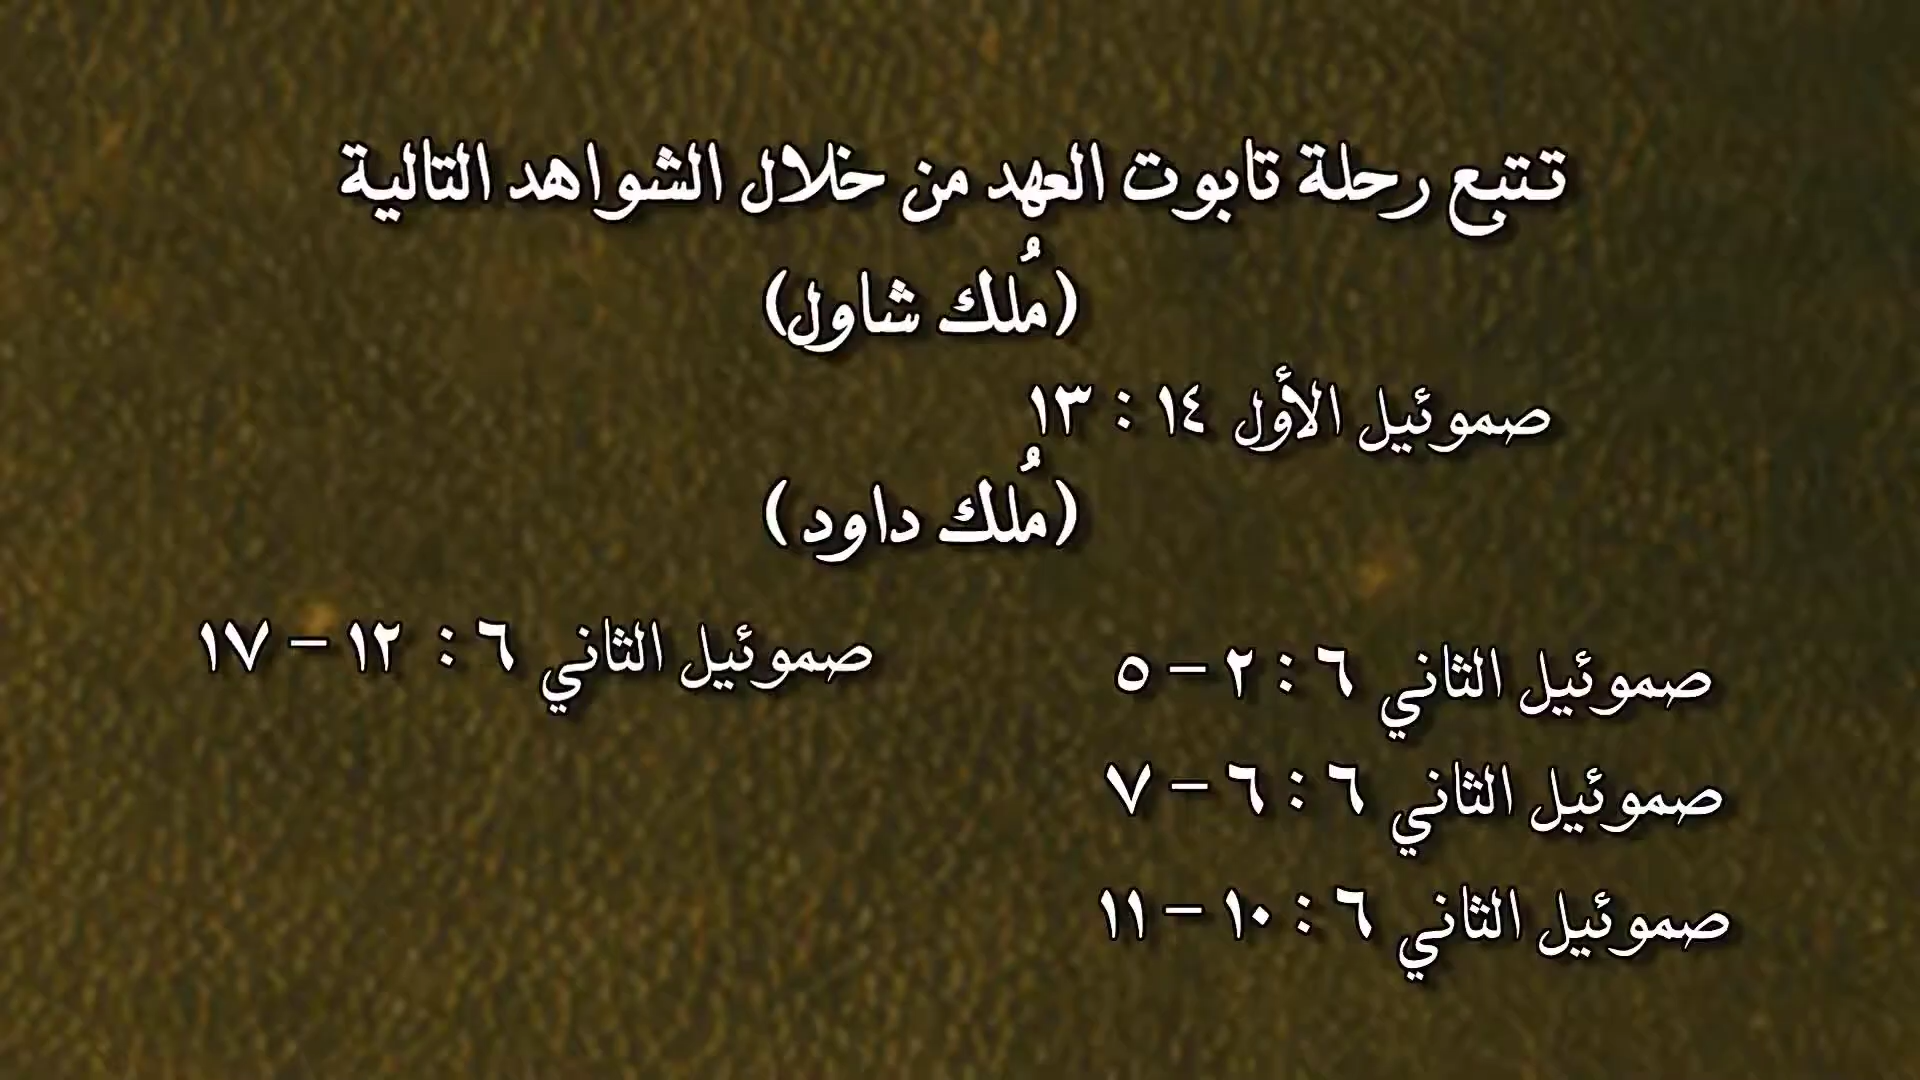 تتبع رحلة تابوت العهد من خلال الشواهد التالية
(مُلك شاول)
صموئيل الأول ١٤ : ١٣
(مُلك داود)
صموئيل الثاني ٦ : ٢ – ٥
صموئيل الثاني ٦ : ٦ – ٧
صموئيل الثاني ٦ : ١٠ – ١١
صموئيل الثاني ٦ : ١٢ – ١٧